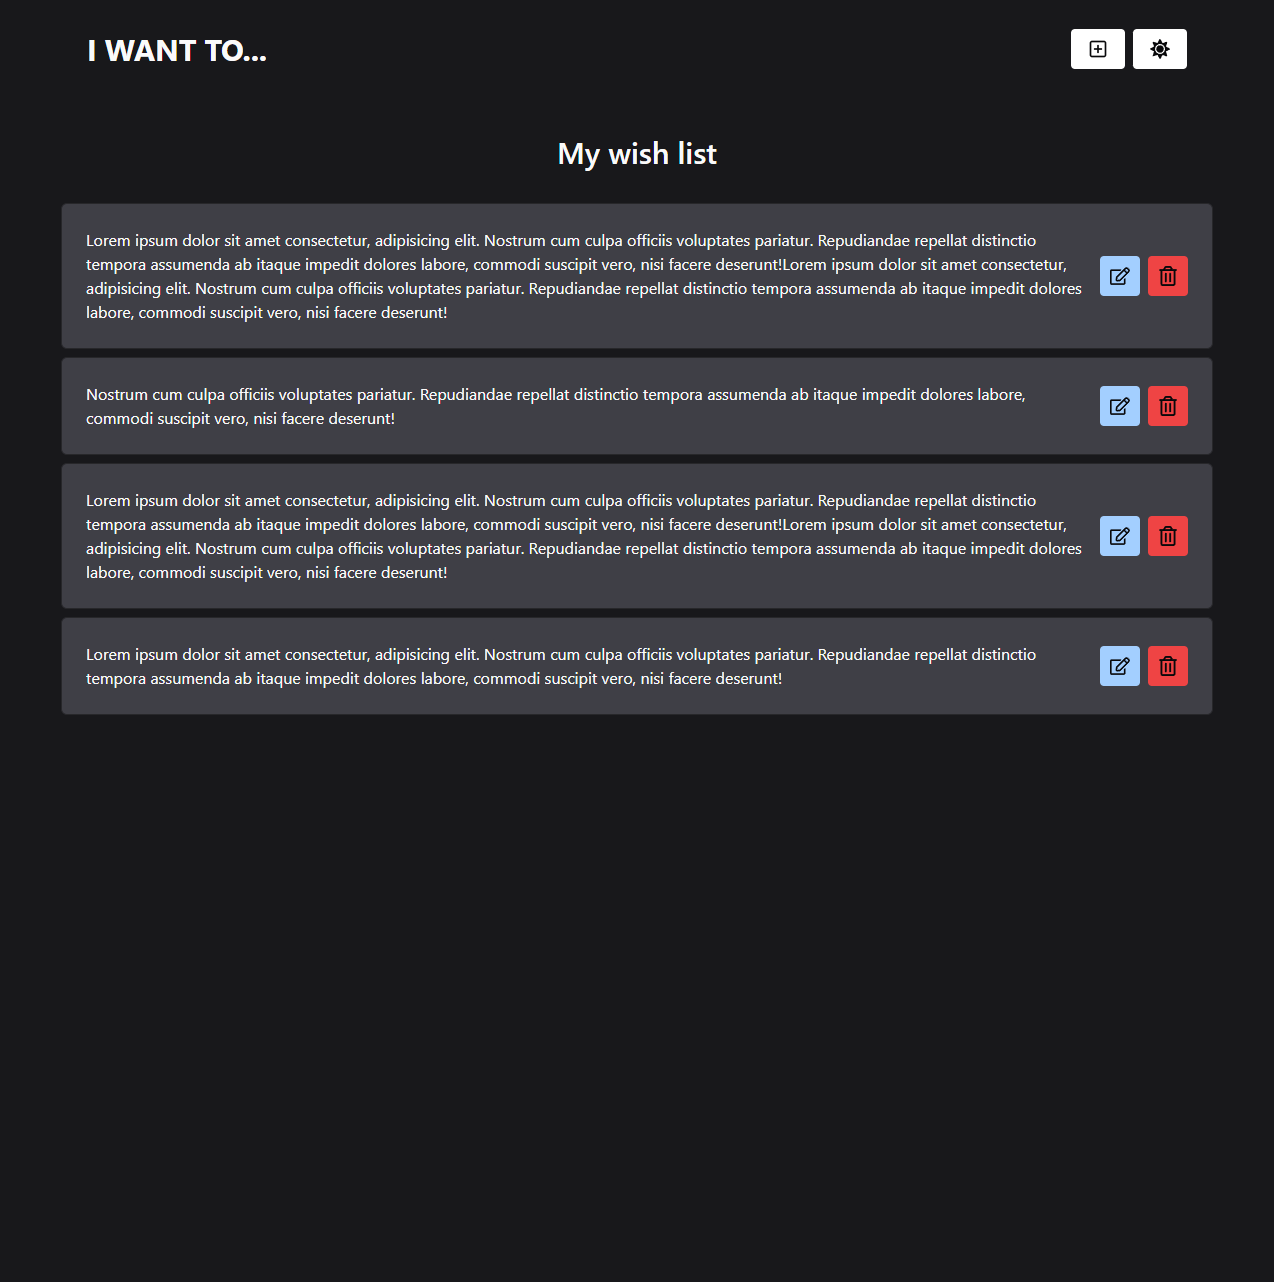 I WANT TO...
My wish list
Lorem ipsum dolor sit amet consectetur, adipisicing elit. Nostrum cum culpa officiis voluptates pariatur. Repudiandae repellat distinctio
tempora assumenda ab itaque impedit dolores labore, commodi suscipit vero, nisi facere deserunt!Lorem ipsum dolor sit amet consectetur,
adipisicing elit. Nostrum cum culpa officiis voluptates pariatur. Repudiandae repellat distinctio tempora assumenda ab itaque impedit dolores
labore, commodi suscipit vero, nisi facere deserunt!
Nostrum cum culpa officiis voluptates pariatur. Repudiandae repellat distinctio tempora assumenda ab itaque impedit dolores labore,
commodi suscipit vero, nisi facere deserunt!
Lorem ipsum dolor sit amet consectetur, adipisicing elit. Nostrum cum culpa officiis voluptates pariatur. Repudiandae repellat distinctio
tempora assumenda ab itaque impedit dolores labore, commodi suscipit vero, nisi facere deserunt!Lorem ipsum dolor sit amet consectetur,
adipisicing elit. Nostrum cum culpa officiis voluptates pariatur. Repudiandae repellat distinctio tempora assumenda ab itaque impedit dolores
labore, commodi suscipit vero, nisi facere deserunt!
Lorem ipsum dolor sit amet consectetur, adipisicing elit. Nostrum cum culpa officiis voluptates pariatur. Repudiandae repellat distinctio
tempora assumenda ab itaque impedit dolores labore, commodi suscipit vero, nisi facere deserunt!